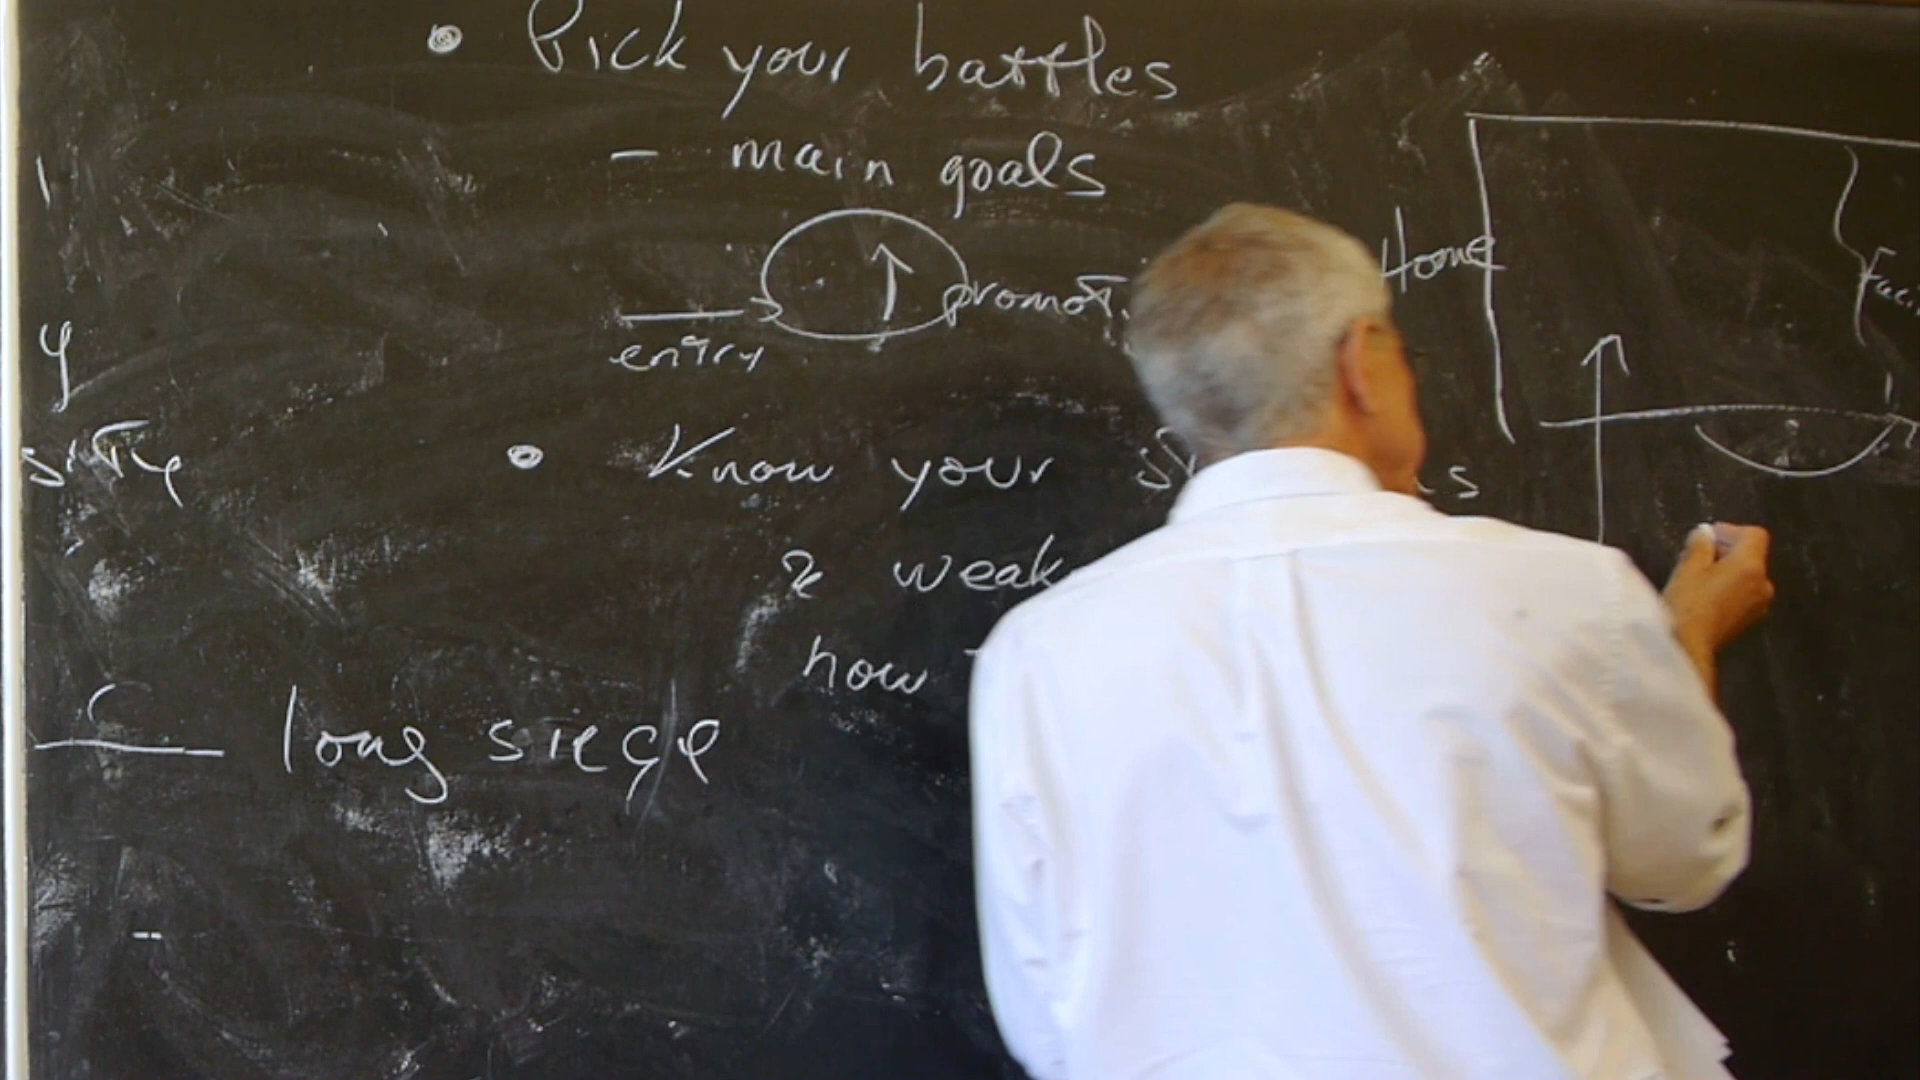 • Pick your battles
- main goals
promot.
entry
Home
• Know your
& weak
how
long siege